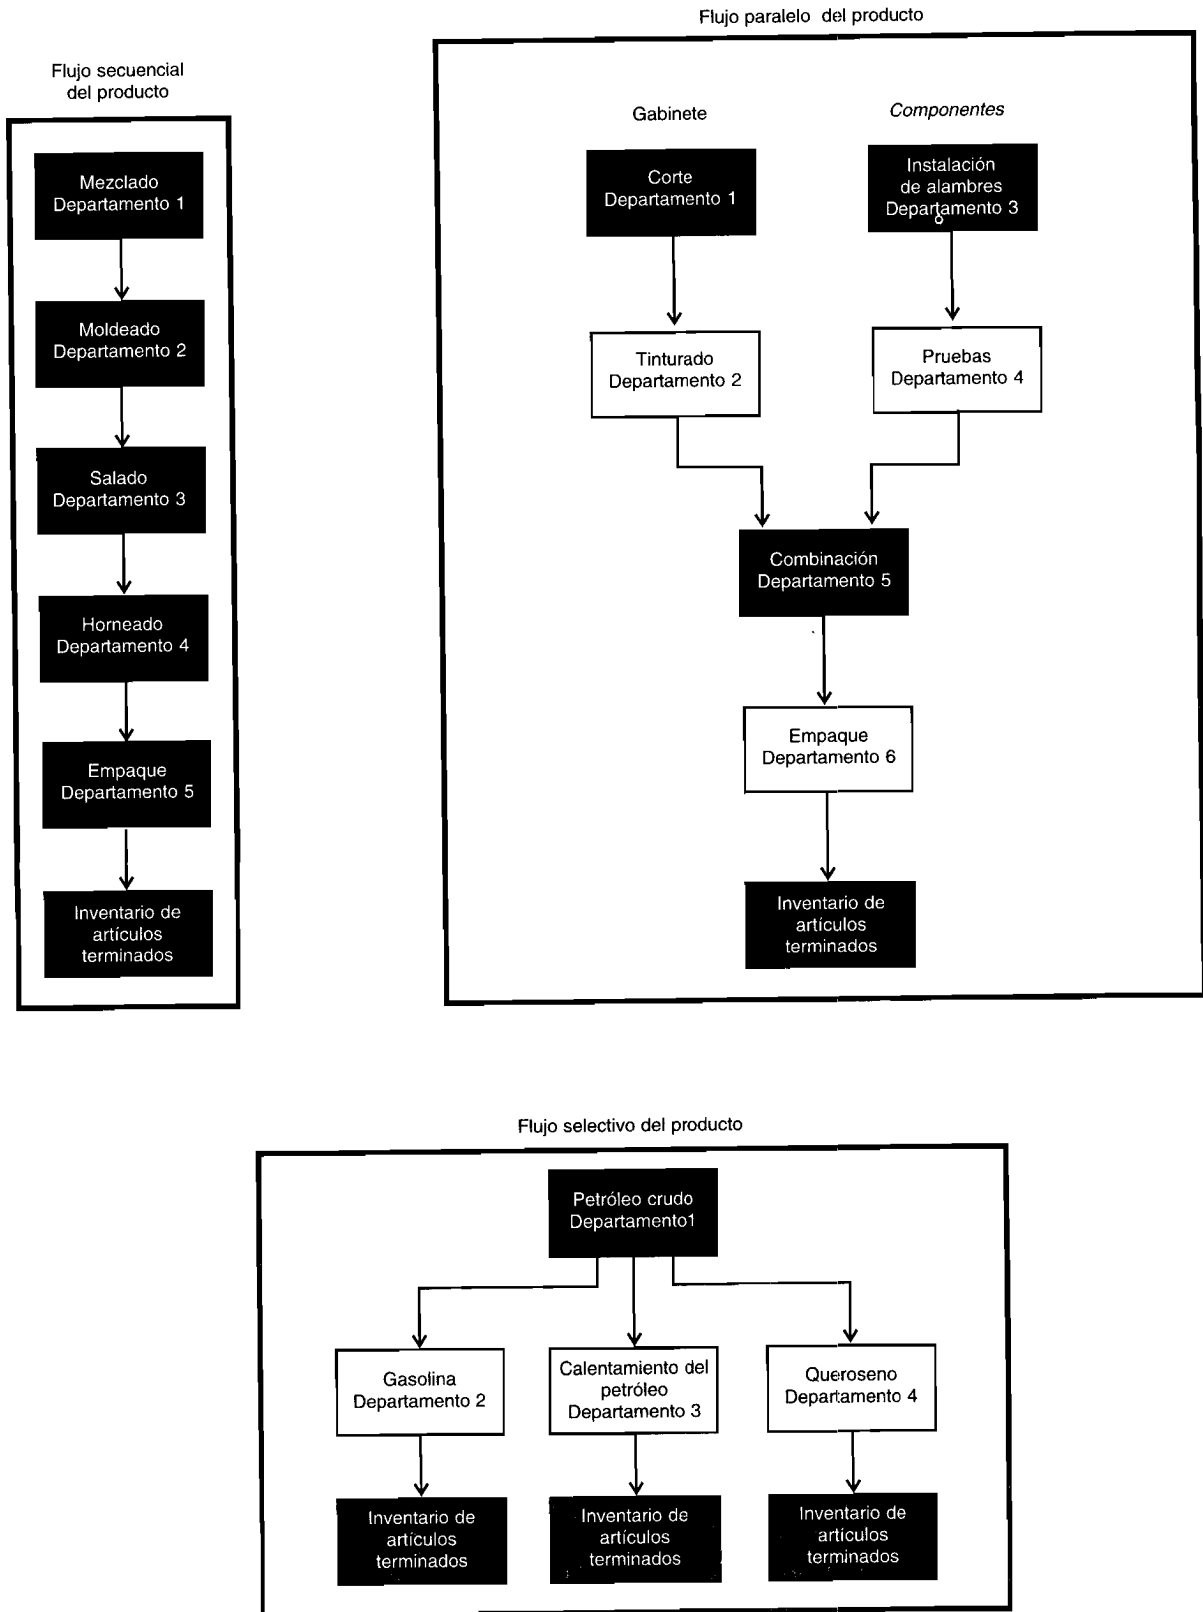 Flujo secuencial
del producto
Mezclado
Departamento 1
Moldeado
Departamento 2
Salado
Departamento 3
Horneado
Departamento 4
Empaque
Departamento 5
Inventario de
artículos
terminados
Flujo paralelo del producto
Gabinete
Componentes
Corte
Departamento 1
Instalación
de alambres
Departamento 3
Tinturado
Departamento 2
Pruebas
Departamento 4
Combinación
Departamento 5
Empaque
Departamento 6
Inventario de
artículos
terminados
Flujo selectivo del producto
Petróleo crudo
Departamento1
Gasolina
Departamento 2
Calentamiento del
petróleo
Departamento 3
Queroseno
Departamento 4
Inventario de
artículos
terminados
Inventario de
artículos
terminados
Inventario de
artículos
terminados